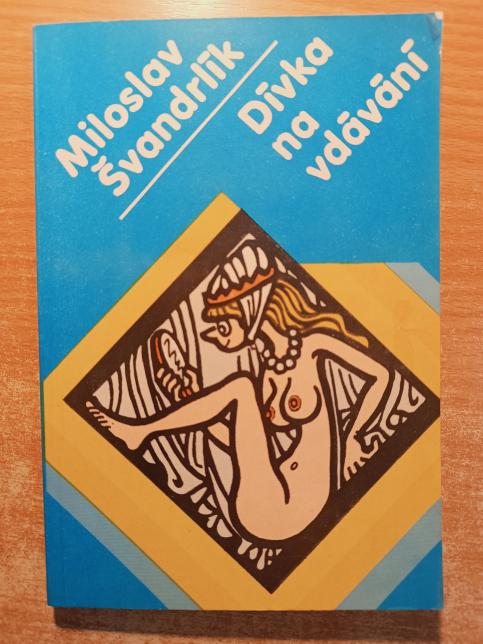 Miloslav
Švandrlík
Dívka
na
vdávání